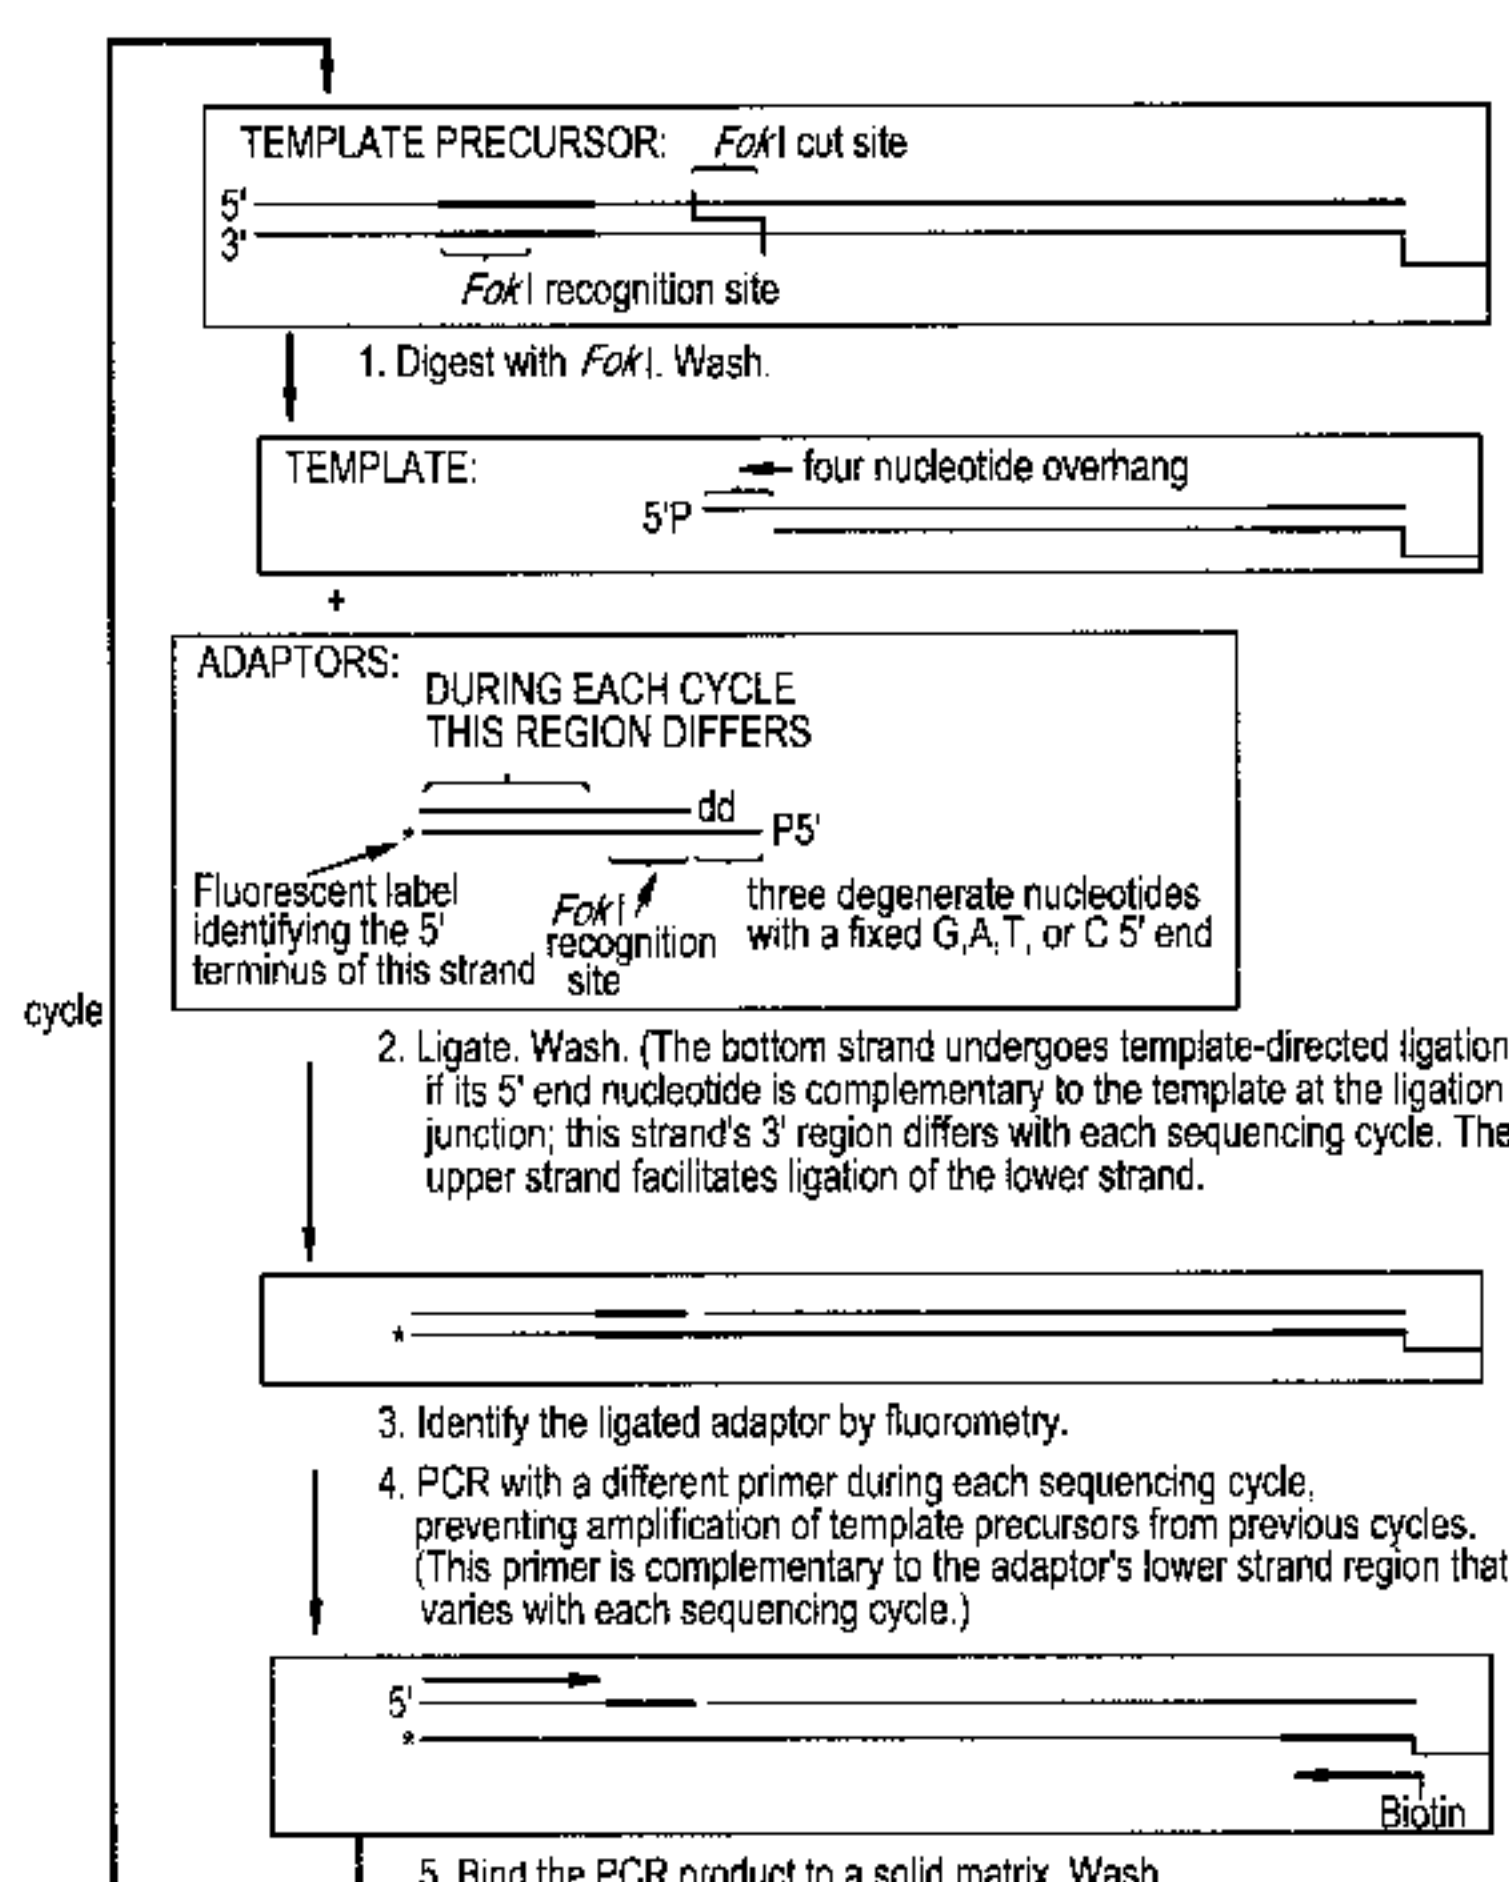 TEMPLATE PRECURSOR: FokI cut site
5'
3'
FokI recognition site
1. Digest with FokI. Wash.
TEMPLATE: four nucleotide overhang
5'P
+
ADAPTORS:
DURING EACH CYCLE
THIS REGION DIFFERS
dd
* P5'
Fluorescent label
identifying the 5'
terminus of this strand
FokI
recognition
site
three degenerate nucleotides
with a fixed G,A,T, or C 5' end
cycle
2. Ligate. Wash. (The bottom strand undergoes template-directed ligation
if its 5' end nucleotide is complementary to the template at the ligation
junction; this strand's 3' region differs with each sequencing cycle. The
upper strand facilitates ligation of the lower strand.
*
3. Identify the ligated adaptor by fluorometry.
4. PCR with a different primer during each sequencing cycle,
preventing amplification of template precursors from previous cycles.
(This primer is complementary to the adaptor's lower strand region that
varies with each sequencing cycle.)
5'
*
Biotin
5. Bind the PCR product to a solid matrix. Wash